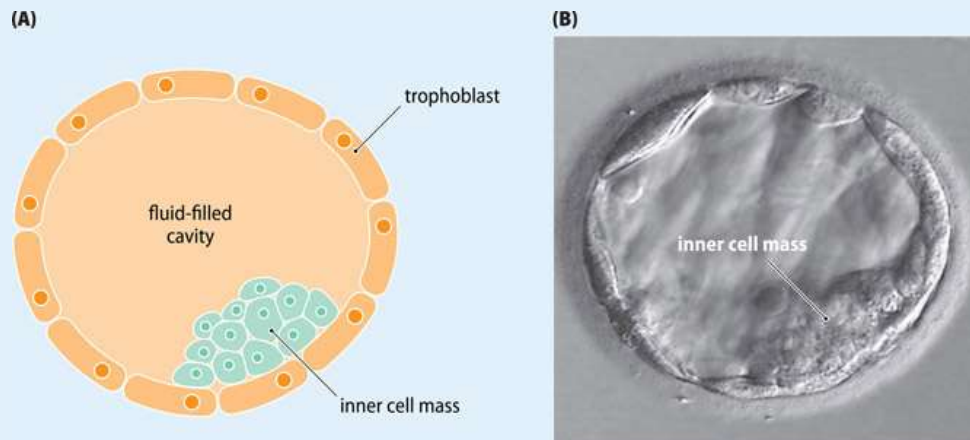 (A)
(B)
trophoblast
fluid-filled
cavity
inner cell mass
inner cell mass